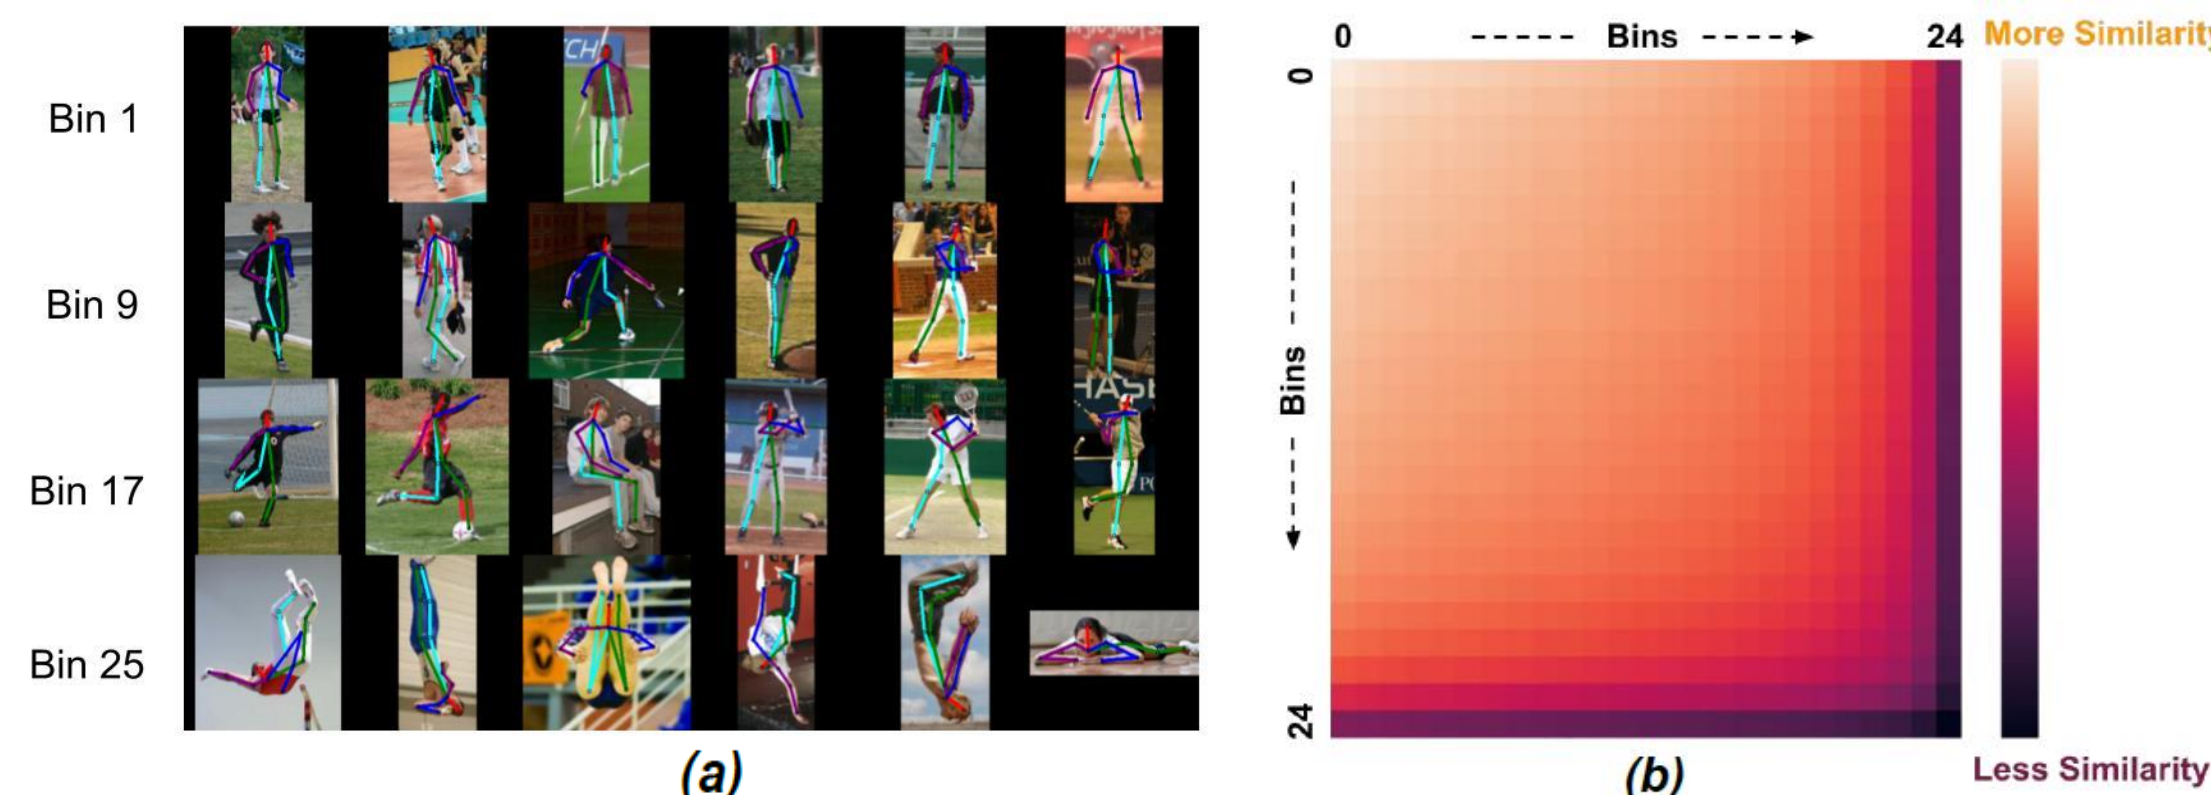 Bin 1
Bin 9
Bin 17
Bin 25
(a)
0 Bins 24
0
Bins
24
More Similarity
Less Similarity
(b)